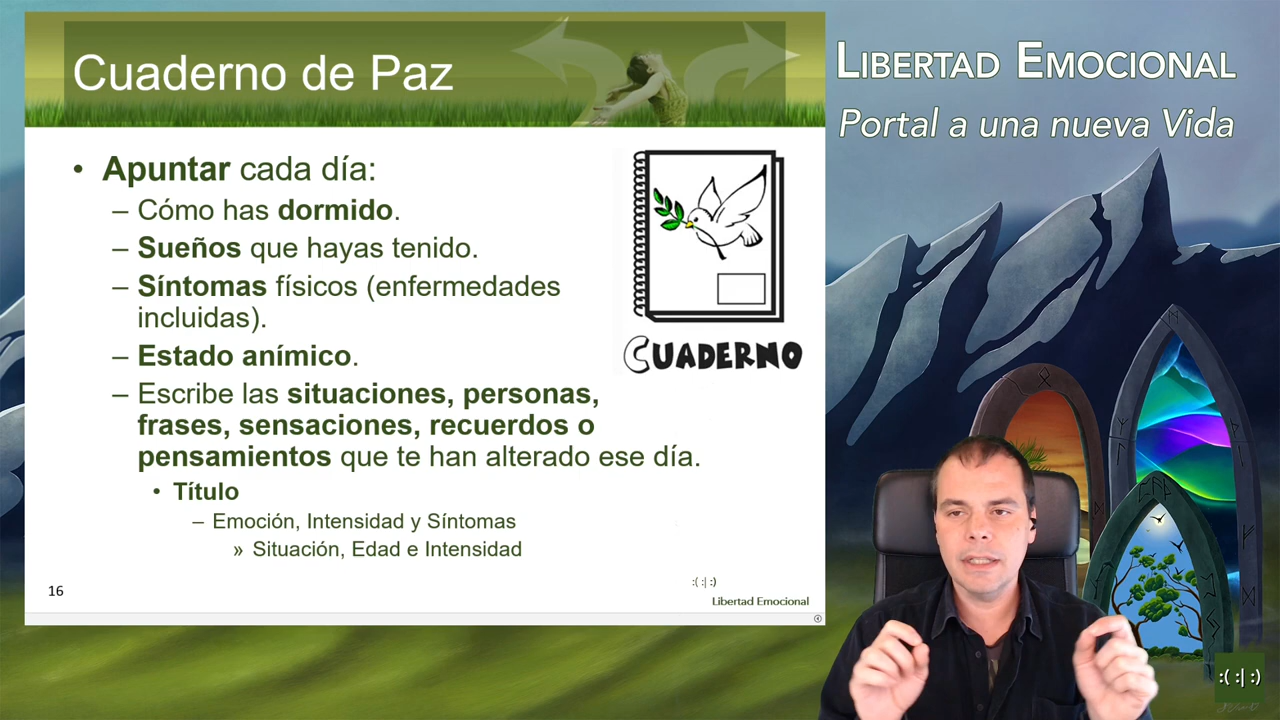 Cuaderno de Paz
LIBERTAD EMOCIONAL
Portal a una nueva Vida
• Apuntar cada día:
– Cómo has dormido.
– Sueños que hayas tenido.
– Síntomas físicos (enfermedades
incluidas).
– Estado anímico.
– Escribe las situaciones, personas,
frases, sensaciones, recuerdos o
pensamientos que te han alterado ese día.
• Título
– Emoción, Intensidad y Síntomas
» Situación, Edad e Intensidad
CUADERNO
16
:( :| :)
Libertad Emocional
:( :| :)